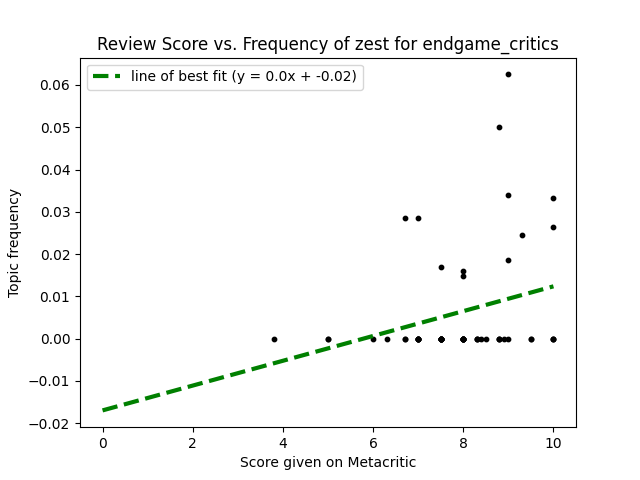 Review Score vs. Frequency of zest for endgame_critics
line of best fit (y = 0.0x + -0.02)
0.06
0.05
0.04
0.03
0.02
0.01
0.00
−0.01
−0.02
Topic frequency
0 2 4 6 8 10
Score given on Metacritic